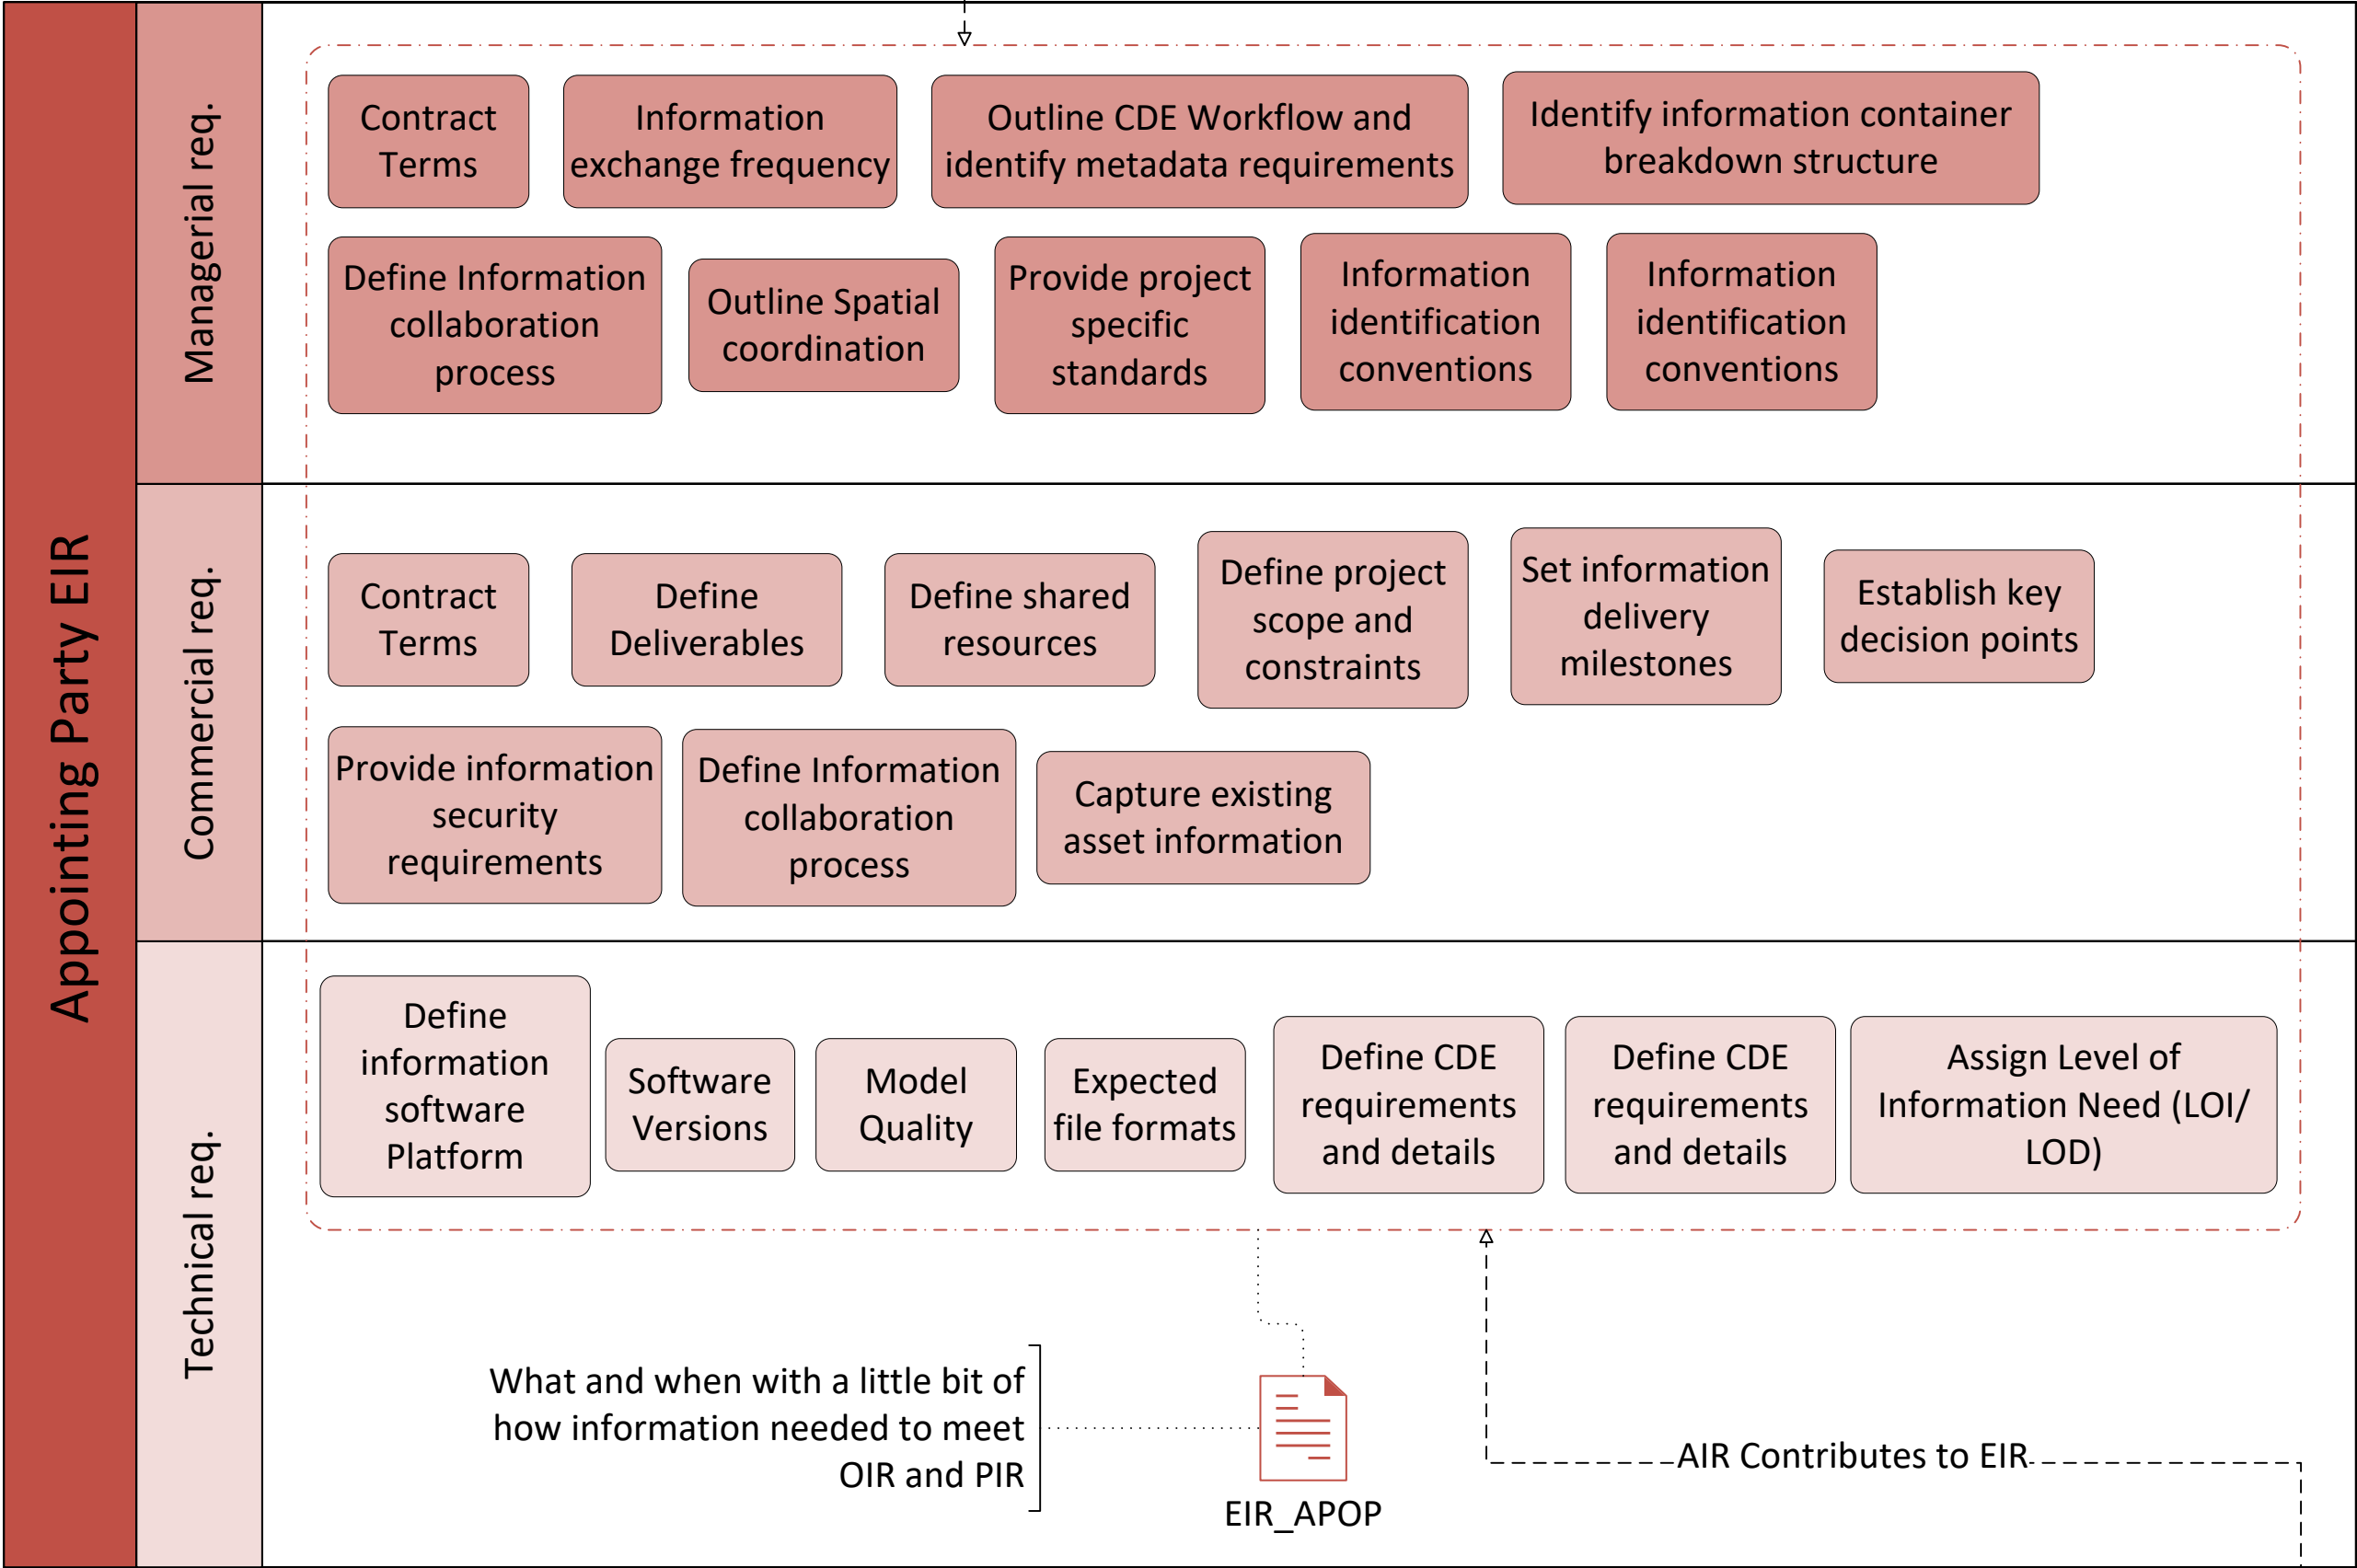 Appointing Party EIR
Managerial req.
Contract
Terms
Information
exchange frequency
Outline CDE Workflow and
identify metadata requirements
Identify information container
breakdown structure
Define Information
collaboration
process
Outline Spatial
coordination
Provide project
specific
standards
Information
identification
conventions
Information
identification
conventions
Commercial req.
Contract
Terms
Define
Deliverables
Define shared
resources
Define project
scope and
constraints
Set information
delivery
milestones
Establish key
decision points
Provide information
security
requirements
Define Information
collaboration
process
Capture existing
asset information
Technical req.
Define
information
software
Platform
Software
Versions
Model
Quality
Expected
file formats
Define CDE
requirements
and details
Define CDE
requirements
and details
Assign Level of
Information Need (LOI/
LOD)
What and when with a little bit of
how information needed to meet
OIR and PIR
EIR_APOP
AIR Contributes to EIR